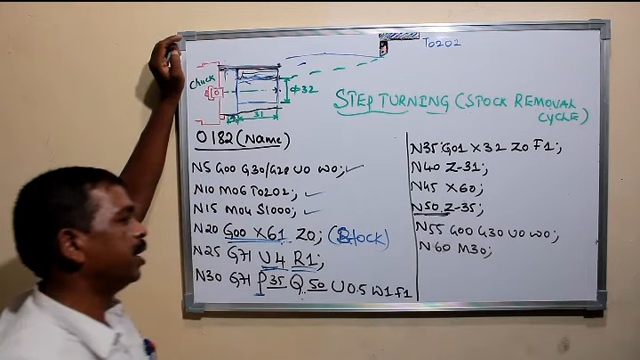 T0202
Chuck
Φ32
31
STEP TURNING (STOCK REMOVAL
CYCLE)
O 182 (Name)
N5 G00 G30/G28 U0 W0;
N10 M06 T0202;
N15 M04 S1000;
N20 G00 X61 Z0; (Stock)
N25 G71 U4 R1;
N30 G71 P35 Q50 U0.5 W1 F1
N35 G01 X32 Z0 F1;
N40 Z-31;
N45 X60;
N50 Z-35;
N55 G00 G30 U0 W0;
N60 M30;